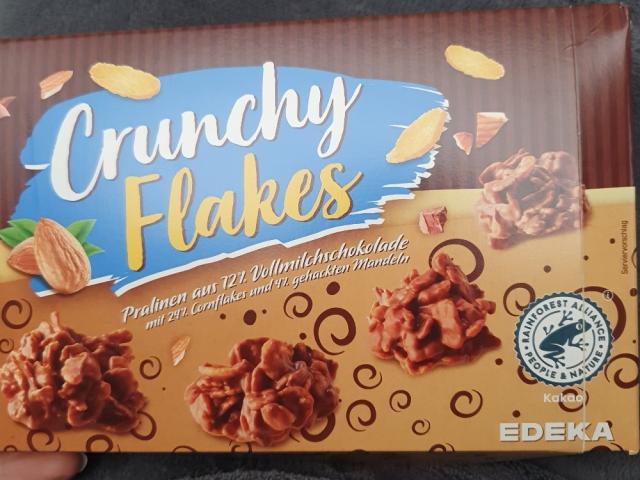 Crunchy
Flakes
Pralinen aus 72% Vollmilchschokolade
mit 24% Cornflakes und 4% gehackten Mandeln
Serviervorschlag
RAINFOREST ALLIANCE
PEOPLE & NATURE
Kakao
EDEKA